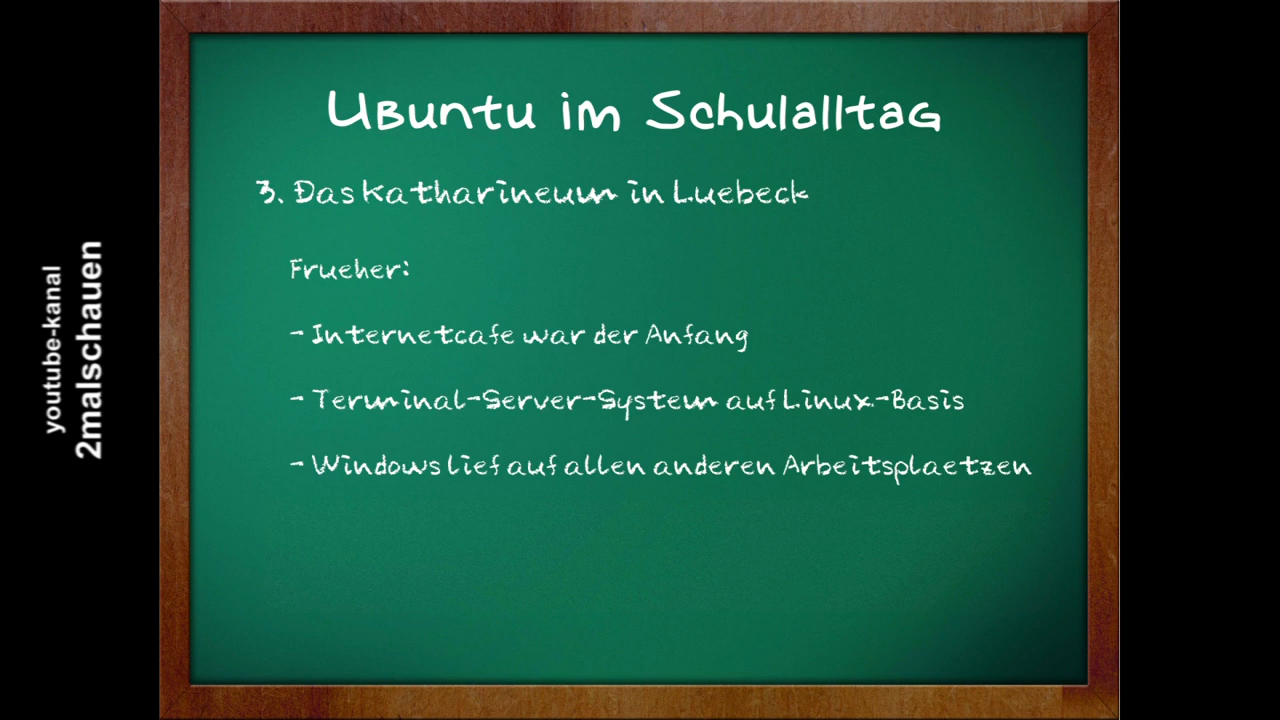 Ubuntu im Schulalltag
3. Das Katharineum in Luebeck
Frueher:
- Internetcafe war der Anfang
- Terminal-Server-System auf Linux-Basis
- Windows lief auf allen anderen Arbeitsplaetzen
youtube-kanal
2malschauen